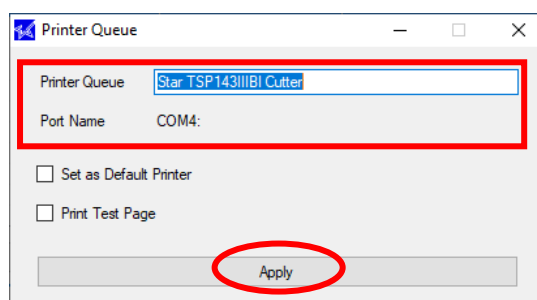 Printer Queue
Printer Queue Star TSP143IIIBI Cutter
Port Name COM4:
Set as Default Printer
Print Test Page
Apply